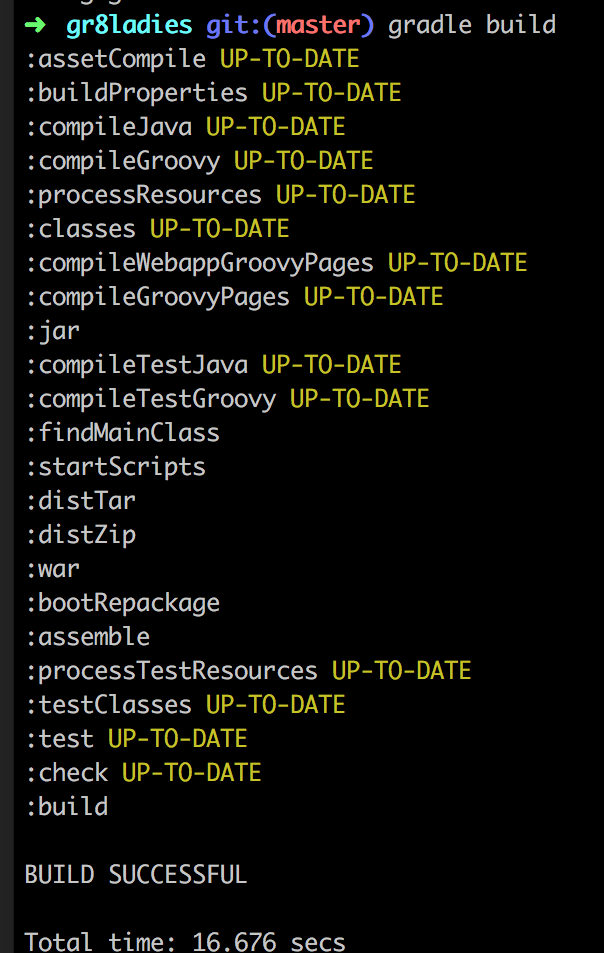 ➜ gr8ladies git:(master) gradle build
:assetCompile UP-TO-DATE
:buildProperties UP-TO-DATE
:compileJava UP-TO-DATE
:compileGroovy UP-TO-DATE
:processResources UP-TO-DATE
:classes UP-TO-DATE
:compileWebappGroovyPages UP-TO-DATE
:compileGroovyPages UP-TO-DATE
:jar
:compileTestJava UP-TO-DATE
:compileTestGroovy UP-TO-DATE
:findMainClass
:startScripts
:distTar
:distZip
:war
:bootRepackage
:assemble
:processTestResources UP-TO-DATE
:testClasses UP-TO-DATE
:test UP-TO-DATE
:check UP-TO-DATE
:build
BUILD SUCCESSFUL
Total time: 16.676 secs